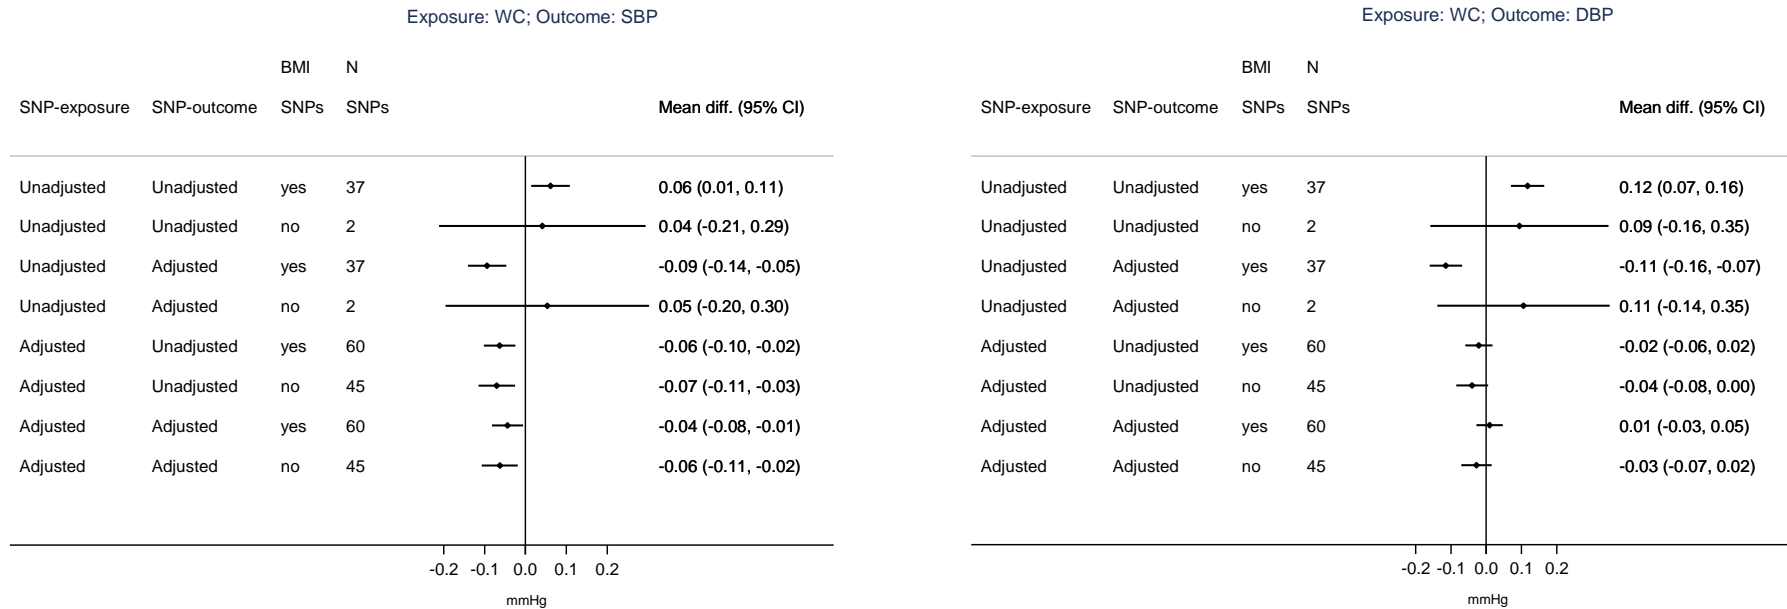 Exposure: WC; Outcome: SBP
BMI N
SNP-exposure SNP-outcome SNPs SNPs Mean diff. (95% CI)
Unadjusted Unadjusted yes 37 0.06 (0.01, 0.11)
Unadjusted Unadjusted no 2 0.04 (-0.21, 0.29)
Unadjusted Adjusted yes 37 -0.09 (-0.14, -0.05)
Unadjusted Adjusted no 2 0.05 (-0.20, 0.30)
Adjusted Unadjusted yes 60 -0.06 (-0.10, -0.02)
Adjusted Unadjusted no 45 -0.07 (-0.11, -0.03)
Adjusted Adjusted yes 60 -0.04 (-0.08, -0.01)
Adjusted Adjusted no 45 -0.06 (-0.11, -0.02)
-0.2 -0.1 0.0 0.1 0.2
mmHg
Exposure: WC; Outcome: DBP
BMI N
SNP-exposure SNP-outcome SNPs SNPs Mean diff. (95% CI)
Unadjusted Unadjusted yes 37 0.12 (0.07, 0.16)
Unadjusted Unadjusted no 2 0.09 (-0.16, 0.35)
Unadjusted Adjusted yes 37 -0.11 (-0.16, -0.07)
Unadjusted Adjusted no 2 0.11 (-0.14, 0.35)
Adjusted Unadjusted yes 60 -0.02 (-0.06, 0.02)
Adjusted Unadjusted no 45 -0.04 (-0.08, 0.00)
Adjusted Adjusted yes 60 0.01 (-0.03, 0.05)
Adjusted Adjusted no 45 -0.03 (-0.07, 0.02)
-0.2 -0.1 0.0 0.1 0.2
mmHg